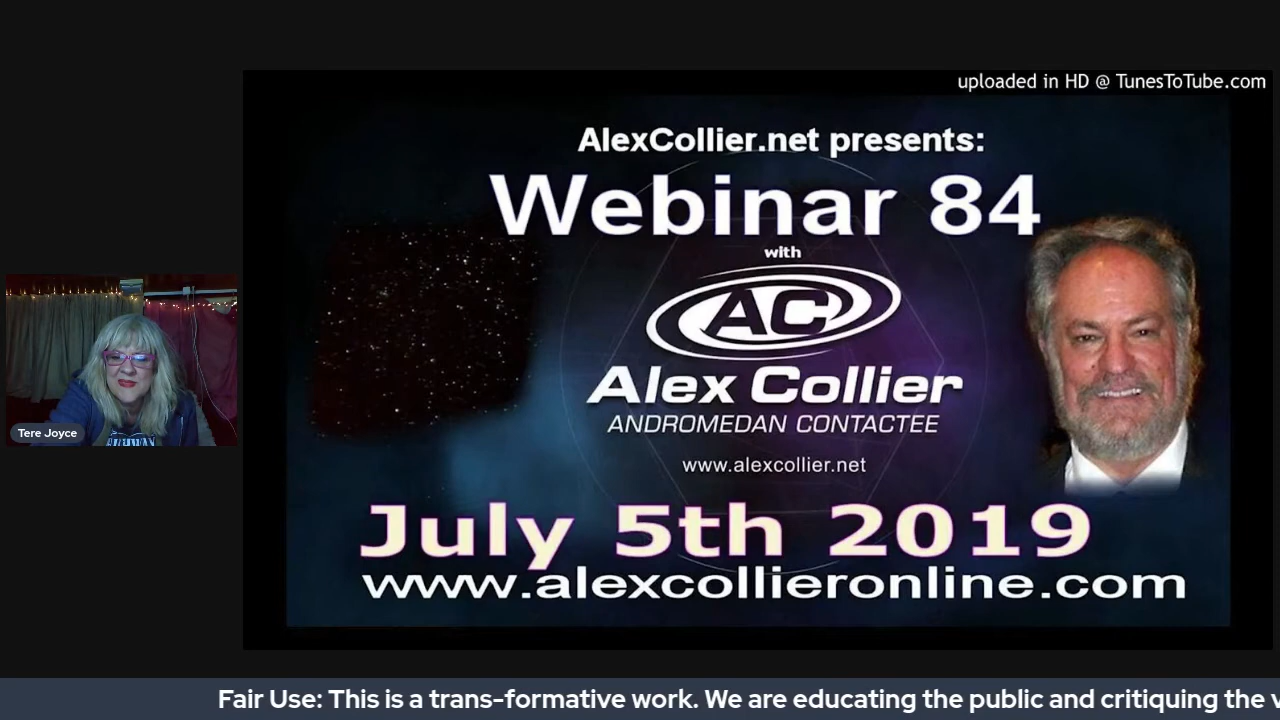 uploaded in HD @ TunesToTube.com
AlexCollier.net presents:
Webinar 84
with
AC
Alex Collier
ANDROMEDAN CONTACTEE
www.alexcollier.net
July 5th 2019
www.alexcollieronline.com
Tere Joyce
Fair Use: This is a trans-formative work. We are educating the public and critiquing the